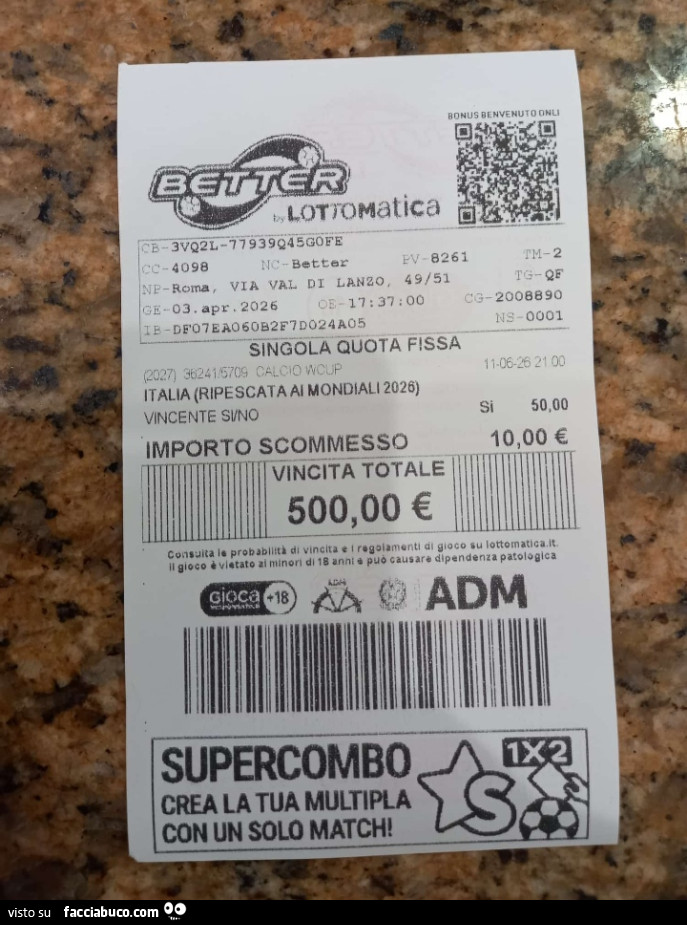 BONUS BENVENUTO ONLI
BETTER
by LOTTOMatica
CB-3VQ2L-77939Q45G0FE
CC-4098 NC-Better PV-8261 TM-2
NP-Roma, VIA VAL DI LANZO, 49/51 TG-QF
GE-03.apr.2026 OE-17:37:00 CG-2008890
IB-DF07EA060B2F7D024A05 NS-0001
SINGOLA QUOTA FISSA
(2027) 36241/5709 CALCIO WCUP 11-06-26 21:00
ITALIA (RIPESCATA AI MONDIALI 2026)
VINCENTE SI/NO Si 50,00
IMPORTO SCOMMESSO 10,00 €
VINCITA TOTALE
500,00 €
Consulta le probabilità di vincita e i regolamenti di gioco su lottomatica.it.
Il gioco è vietato ai minori di 18 anni e può causare dipendenza patologica
GIOCA +18 ADM
RESPONSABILE
ADM
SUPERCOMBO
CREA LA TUA MULTIPLA
CON UN SOLO MATCH!
1X2
S
visto su facciabuco.com